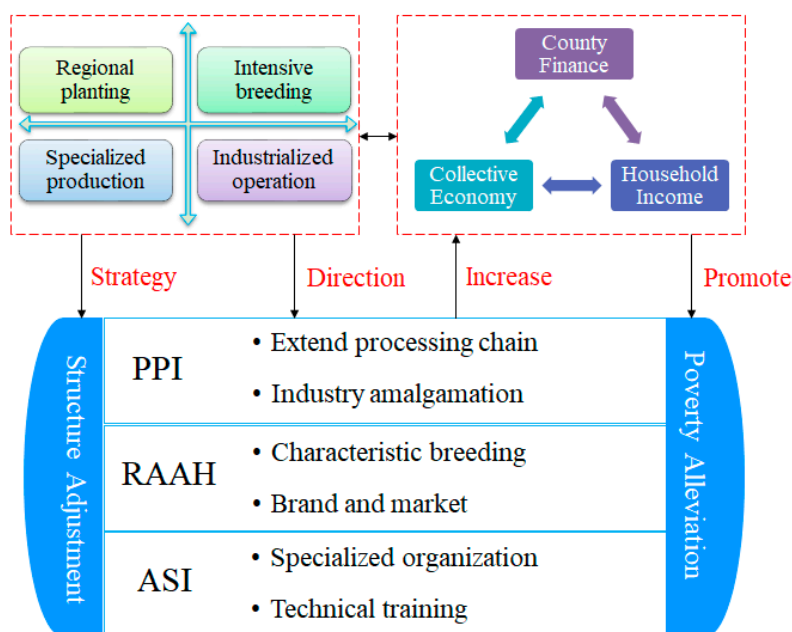 Regional
planting
Intensive
breeding
Specialized
production
Industrialized
operation
County
Finance
Collective
Economy
Household
Income
Strategy
Direction
Increase
Promote
Structure Adjustment
PPI
• Extend processing chain
• Industry amalgamation
RAAH
• Characteristic breeding
• Brand and market
ASI
• Specialized organization
• Technical training
Poverty Alleviation